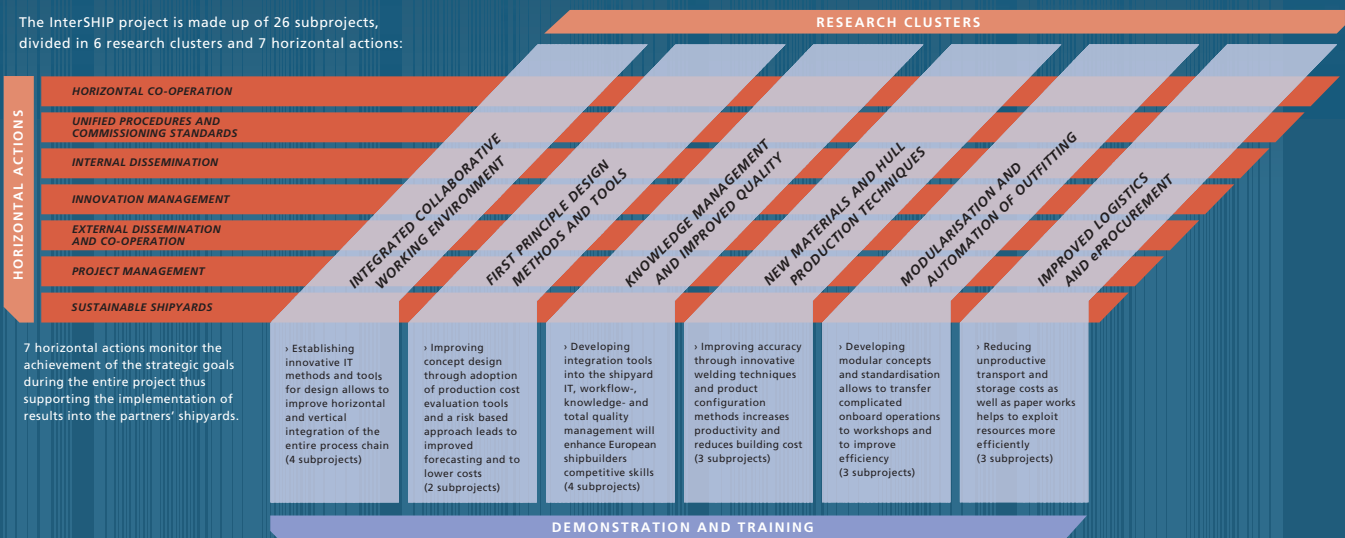 The InterSHIP project is made up of 26 subprojects,
divided in 6 research clusters and 7 horizontal actions:
RESEARCH CLUSTERS
HORIZONTAL ACTIONS
HORIZONTAL CO-OPERATION
UNIFIED PROCEDURES AND
COMMISSIONING STANDARDS
INTERNAL DISSEMINATION
INNOVATION MANAGEMENT
EXTERNAL DISSEMINATION
AND CO-OPERATION
PROJECT MANAGEMENT
SUSTAINABLE SHIPYARDS
INTEGRATED COLLABORATIVE
WORKING ENVIRONMENT
FIRST PRINCIPLE DESIGN
METHODS AND TOOLS
KNOWLEDGE MANAGEMENT
AND IMPROVED QUALITY
NEW MATERIALS AND HULL
PRODUCTION TECHNIQUES
MODULARISATION AND
AUTOMATION OF OUTFITTING
IMPROVED LOGISTICS
AND ePROCUREMENT
7 horizontal actions monitor the
achievement of the strategic goals
during the entire project thus
supporting the implementation of
results into the partners' shipyards.
› Establishing
innovative IT
methods and tools
for design allows to
improve horizontal
and vertical
integration of the
entire process chain
(4 subprojects)
› Improving
concept design
through adoption
of production cost
evaluation tools
and a risk based
approach leads to
improved
forecasting and to
lower costs
(2 subprojects)
› Developing
integration tools
into the shipyard
IT, workflow-,
knowledge- and
total quality
management will
enhance European
shipbuilders
competitive skills
(4 subprojects)
› Improving accuracy
through innovative
welding techniques
and product
configuration
methods increases
productivity and
reduces building cost
(3 subprojects)
› Developing
modular concepts
and standardisation
allows to transfer
complicated
onboard operations
to workshops and
to improve
efficiency
(3 subprojects)
› Reducing
unproductive
transport and
storage costs as
well as paper works
helps to exploit
resources more
efficiently
(3 subprojects)
DEMONSTRATION AND TRAINING